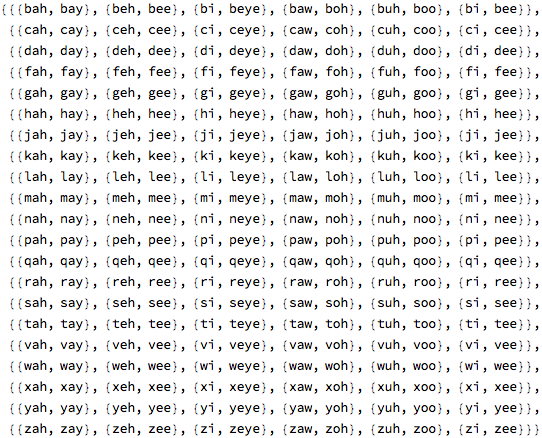 {{{bah, bay}, {beh, bee}, {bi, beye}, {baw, boh}, {buh, boo}, {bi, bee}},
{{cah, cay}, {ceh, cee}, {ci, ceye}, {caw, coh}, {cuh, coo}, {ci, cee}},
{{dah, day}, {deh, dee}, {di, deye}, {daw, doh}, {duh, doo}, {di, dee}},
{{fah, fay}, {feh, fee}, {fi, feye}, {faw, foh}, {fuh, foo}, {fi, fee}},
{{gah, gay}, {geh, gee}, {gi, geye}, {gaw, goh}, {guh, goo}, {gi, gee}},
{{hah, hay}, {heh, hee}, {hi, heye}, {haw, hoh}, {huh, hoo}, {hi, hee}},
{{jah, jay}, {jeh, jee}, {ji, jeye}, {jaw, joh}, {juh, joo}, {ji, jee}},
{{kah, kay}, {keh, kee}, {ki, keye}, {kaw, koh}, {kuh, koo}, {ki, kee}},
{{lah, lay}, {leh, lee}, {li, leye}, {law, loh}, {luh, loo}, {li, lee}},
{{mah, may}, {meh, mee}, {mi, meye}, {maw, moh}, {muh, moo}, {mi, mee}},
{{nah, nay}, {neh, nee}, {ni, neye}, {naw, noh}, {nuh, noo}, {ni, nee}},
{{pah, pay}, {peh, pee}, {pi, peye}, {paw, poh}, {puh, poo}, {pi, pee}},
{{qah, qay}, {qeh, qee}, {qi, qeye}, {qaw, qoh}, {quh, qoo}, {qi, qee}},
{{rah, ray}, {reh, ree}, {ri, reye}, {raw, roh}, {ruh, roo}, {ri, ree}},
{{sah, say}, {seh, see}, {si, seye}, {saw, soh}, {suh, soo}, {si, see}},
{{tah, tay}, {teh, tee}, {ti, teye}, {taw, toh}, {tuh, too}, {ti, tee}},
{{vah, vay}, {veh, vee}, {vi, veye}, {vaw, voh}, {vuh, voo}, {vi, vee}},
{{wah, way}, {weh, wee}, {wi, weye}, {waw, woh}, {wuh, woo}, {wi, wee}},
{{xah, xay}, {xeh, xee}, {xi, xeye}, {xaw, xoh}, {xuh, xoo}, {xi, xee}},
{{yah, yay}, {yeh, yee}, {yi, yeye}, {yaw, yoh}, {yuh, yoo}, {yi, yee}},
{{zah, zay}, {zeh, zee}, {zi, zeye}, {zaw, zoh}, {zuh, zoo}, {zi, zee}}}